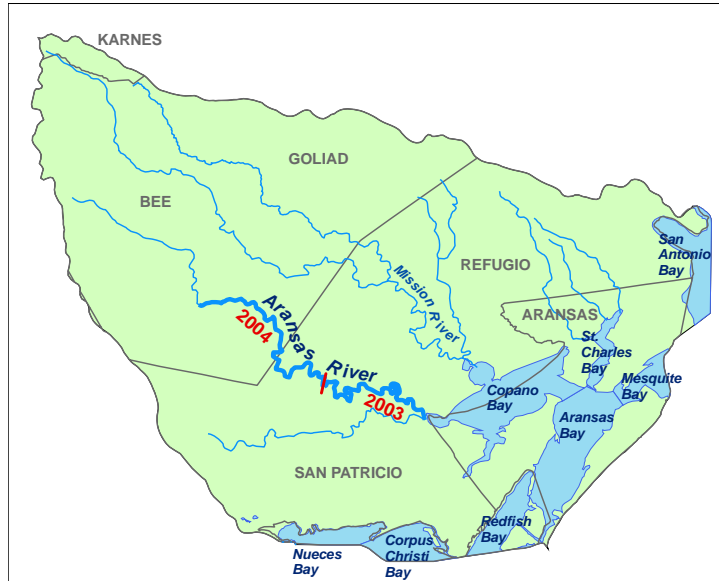 KARNES
GOLIAD
BEE
San
Antonio
Bay
REFUGIO
Mission
River
Aransas River
2004
ARANSAS
St.
Charles
Bay
Mesquite
Bay
Copano
Bay
2003
Aransas
Bay
SAN PATRICIO
Redfish
Bay
Nueces
Bay
Corpus
Christi
Bay